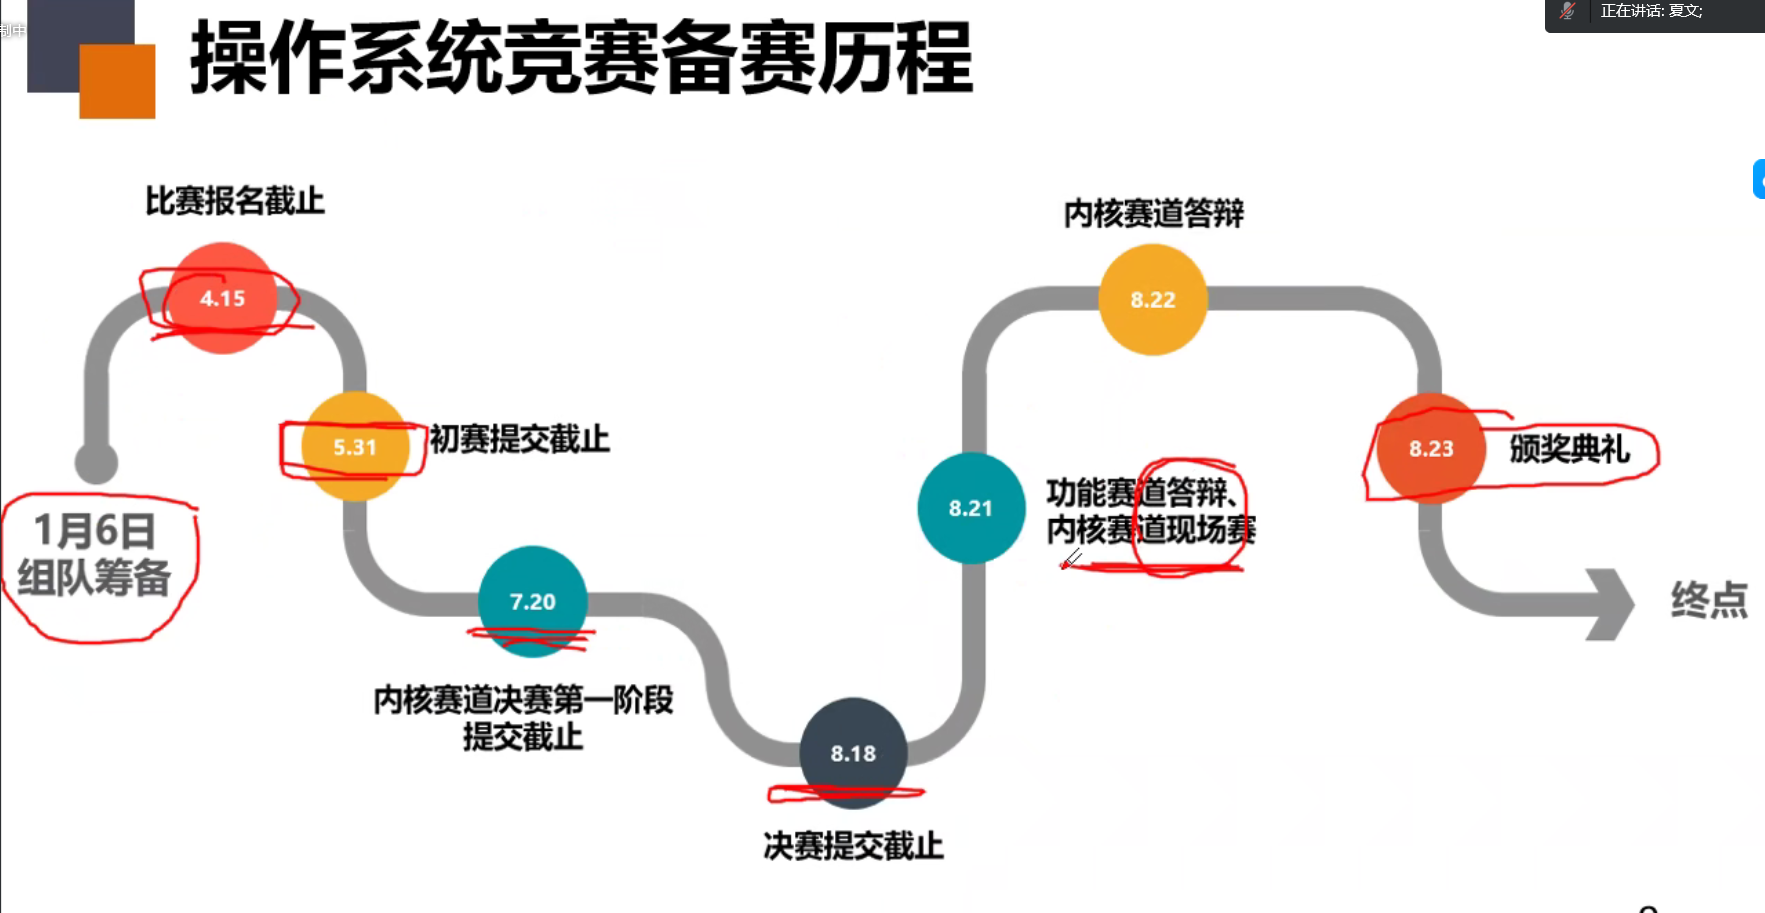 制中
正在讲话: 夏文;
操作系统竞赛备赛历程
比赛报名截止
4.15
1月6日
组队筹备
5.31
初赛提交截止
7.20
内核赛道决赛第一阶段
提交截止
8.18
决赛提交截止
8.21
功能赛道答辩、
内核赛道现场赛
内核赛道答辩
8.22
8.23
颁奖典礼
终点